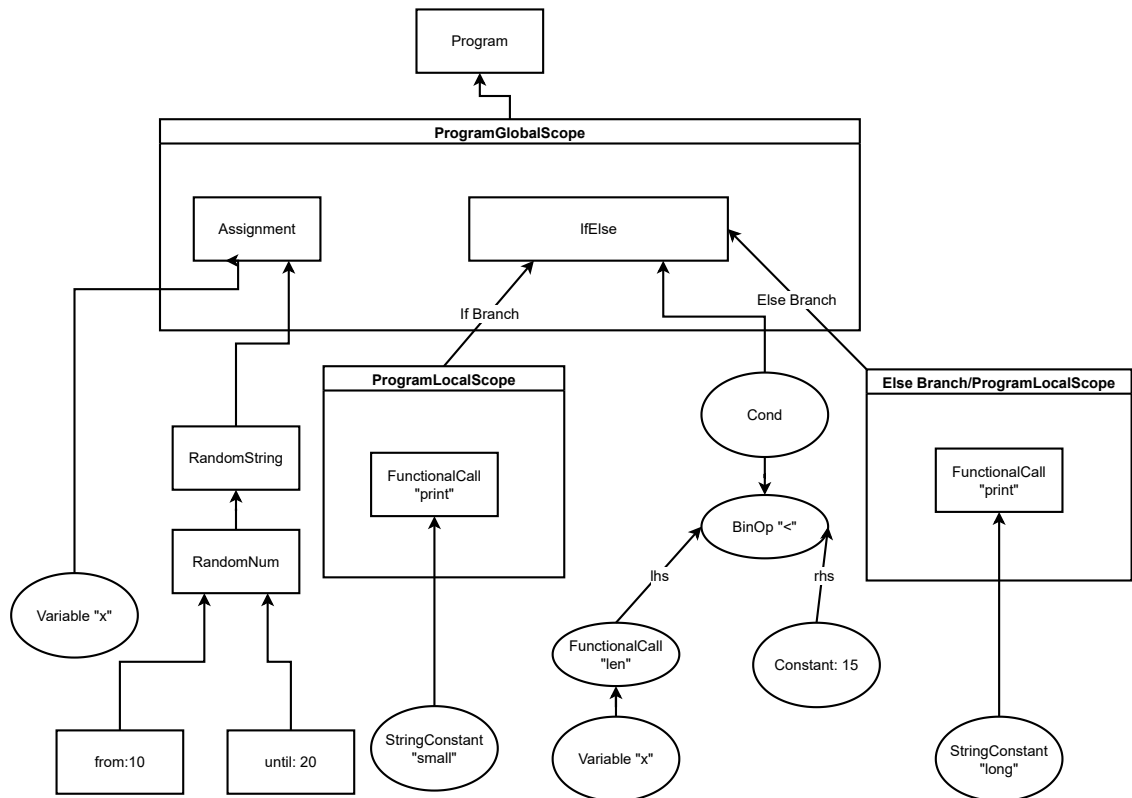 Program
ProgramGlobalScope
Assignment
IfElse
If Branch
Else Branch
ProgramLocalScope
Else Branch/ProgramLocalScope
Cond
RandomString
FunctionalCall
"print"
FunctionalCall
"print"
BinOp "<"
RandomNum
lhs
rhs
Variable "x"
FunctionalCall
"len"
Constant: 15
from:10
until: 20
StringConstant
"small"
Variable "x"
StringConstant
"long"